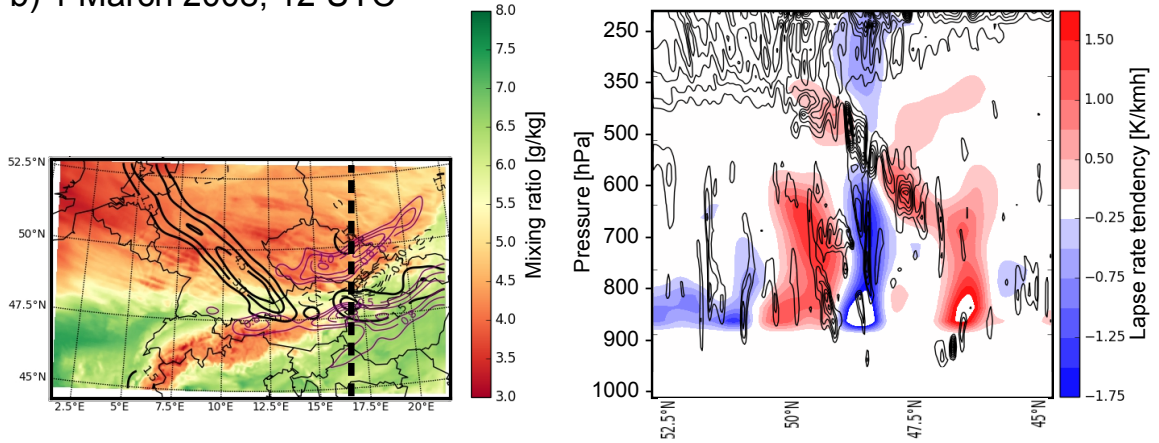 b) 1 March 2008, 12 UTC
8.0
7.5
7.0
6.5
6.0
5.5
5.0
4.5
4.0
3.5
3.0
Mixing ratio [g/kg]
52.5°N
50°N
47.5°N
45°N
2.5°E
5°E
7.5°E
10°E
12.5°E
15°E
17.5°E
20°E
Pressure [hPa]
250
350
500
600
700
800
900
1000
52.5°N
50°N
47.5°N
45°N
1.50
1.00
0.50
−0.25
−0.75
−1.25
−1.75
Lapse rate tendency [K/kmh]